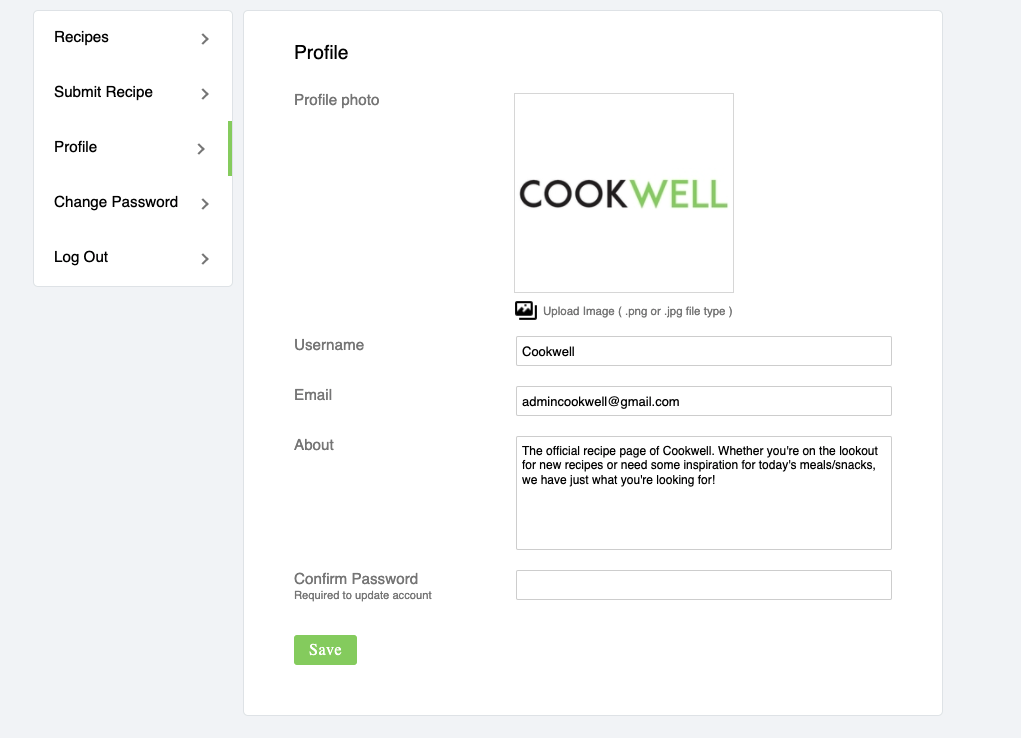 Recipes
Submit Recipe
Profile
Change Password
Log Out
Profile
Profile photo
COOKWELL
Upload Image ( .png or .jpg file type )
Username
Cookwell
Email
admincookwell@gmail.com
About
The official recipe page of Cookwell. Whether you're on the lookout
for new recipes or need some inspiration for today's meals/snacks,
we have just what you're looking for!
Confirm Password
Required to update account
Save